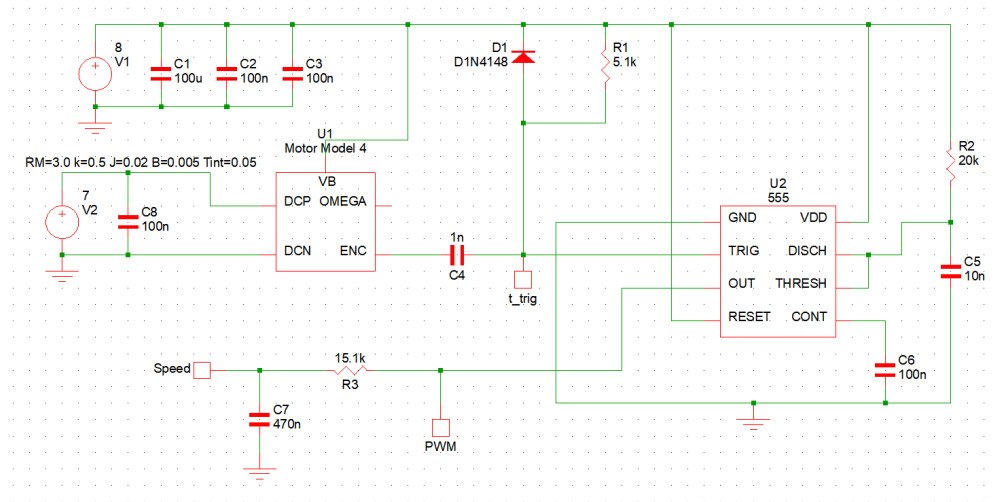 8
V1
C1
100u
C2
100n
C3
100n
D1
D1N4148
R1
5.1k
RM=3.0 k=0.5 J=0.02 B=0.005 Tint=0.05
U1
Motor Model 4
VB
DCP OMEGA
DCN ENC
7
V2
C8
100n
1n
C4
t_trig
U2
555
GND VDD
TRIG DISCH
OUT THRESH
RESET CONT
R2
20k
C5
10n
C6
100n
Speed
15.1k
R3
C7
470n
PWM